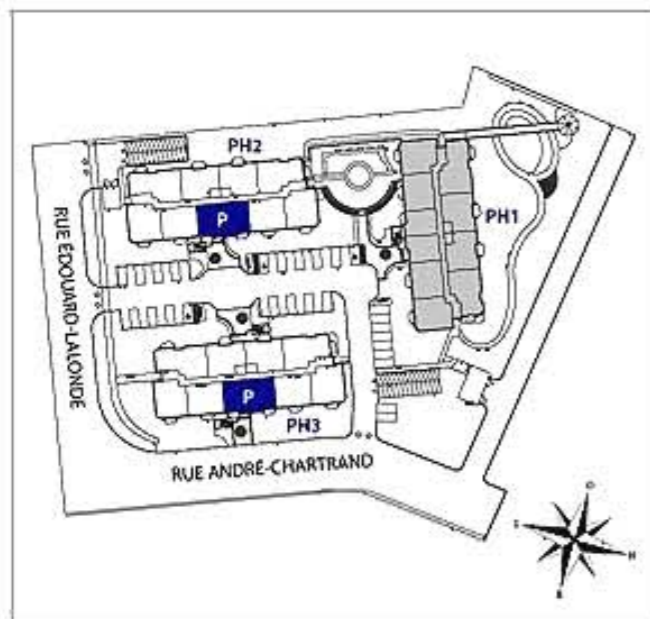 PH2
P
PH1
RUE ÉDOUARD-LALONDE
P
PH3
RUE ANDRÉ-CHARTRAND
O
S
N
E